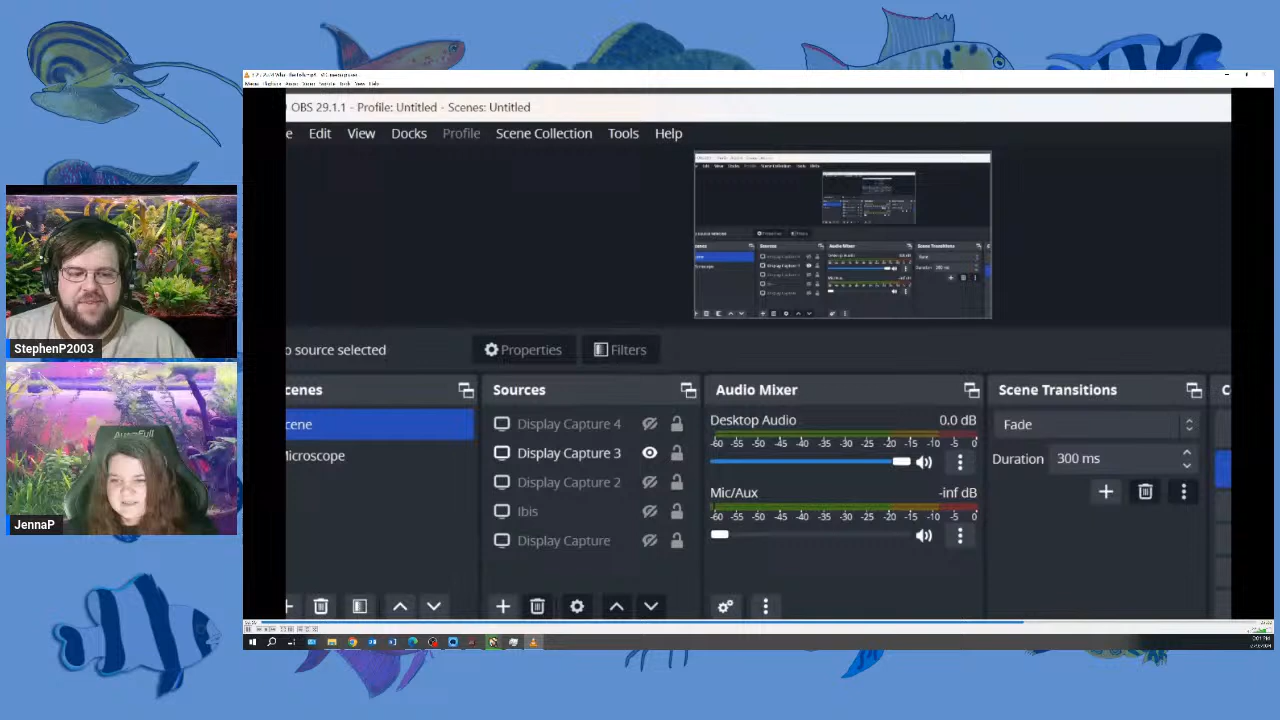 OBS 29.1.1 - Profile: Untitled - Scenes: Untitled
e Edit View Docks Profile Scene Collection Tools Help
o source selected
Properties
Filters
cenes
Sources
Audio Mixer
Scene Transitions
C
cene
Microscope
Display Capture 4
Display Capture 3
Display Capture 2
Ibis
Display Capture
Desktop Audio 0.0 dB
-60 -55 -50 -45 -40 -35 -30 -25 -20 -15 -10 -5 0
Mic/Aux -inf dB
-60 -55 -50 -45 -40 -35 -30 -25 -20 -15 -10 -5 0
Fade
Duration 300 ms
StephenP2003
JennaP